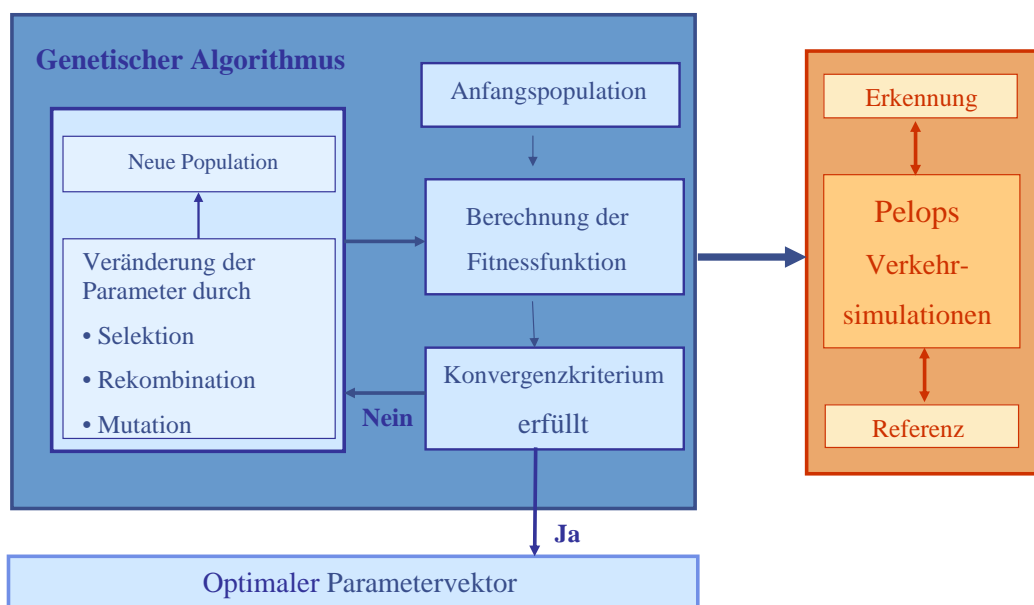 Genetischer Algorithmus
Anfangspopulation
Neue Population
Veränderung der
Parameter durch
• Selektion
• Rekombination
• Mutation
Berechnung der
Fitnessfunktion
Konvergenzkriterium
erfüllt
Nein
Ja
Optimaler Parametervektor
Erkennung
Pelops
Verkehr-
simulationen
Referenz